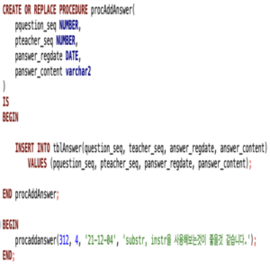 CREATE OR REPLACE PROCEDURE procAddAnswer(
    pquestion_seq NUMBER,
    pteacher_seq NUMBER,
    panswer_regdate DATE,
    panswer_content varchar2
)
IS
BEGIN
    INSERT INTO tblAnswer(question_seq, teacher_seq, answer_regdate, answer_content)
        VALUES (pquestion_seq, pteacher_seq, panswer_regdate, panswer_content);
END procAddAnswer;
BEGIN
    procaddanswer(312, 4, '21-12-04', 'substr, instr을 사용해보는것이 좋을것 같습니다.');
END;